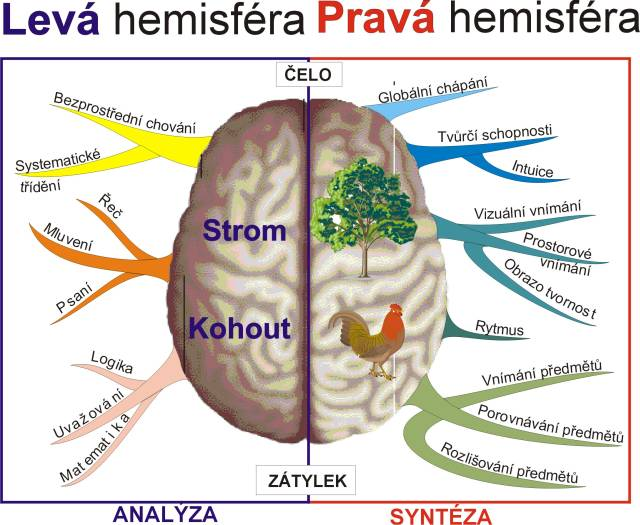 Levá hemisféra Pravá hemisféra
ČELO
Bezprostřední chování
Systematické
třídění
Řeč
Mluvení
Psaní
Logika
Uvažování
Matematika
Strom
Kohout
Globální chápání
Tvůrčí schopnosti
Intuice
Vizuální vnímání
Prostorové
vnímání
Obrazotvornost
Rytmus
Vnímání předmětů
Porovnávání předmětů
Rozlišování předmětů
ZÁTYLEK
ANALÝZA
SYNTÉZA